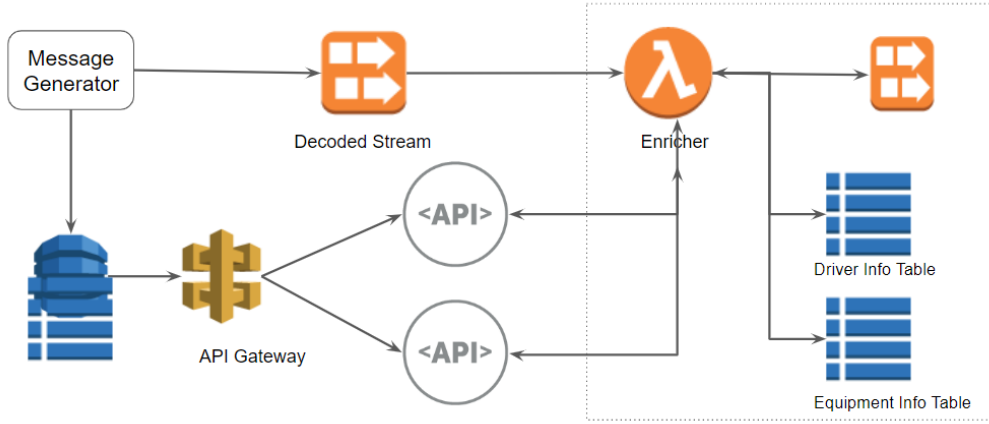 Message
Generator
Decoded Stream
λ
Enricher
<API>
Driver Info Table
API Gateway
<API>
Equipment Info Table